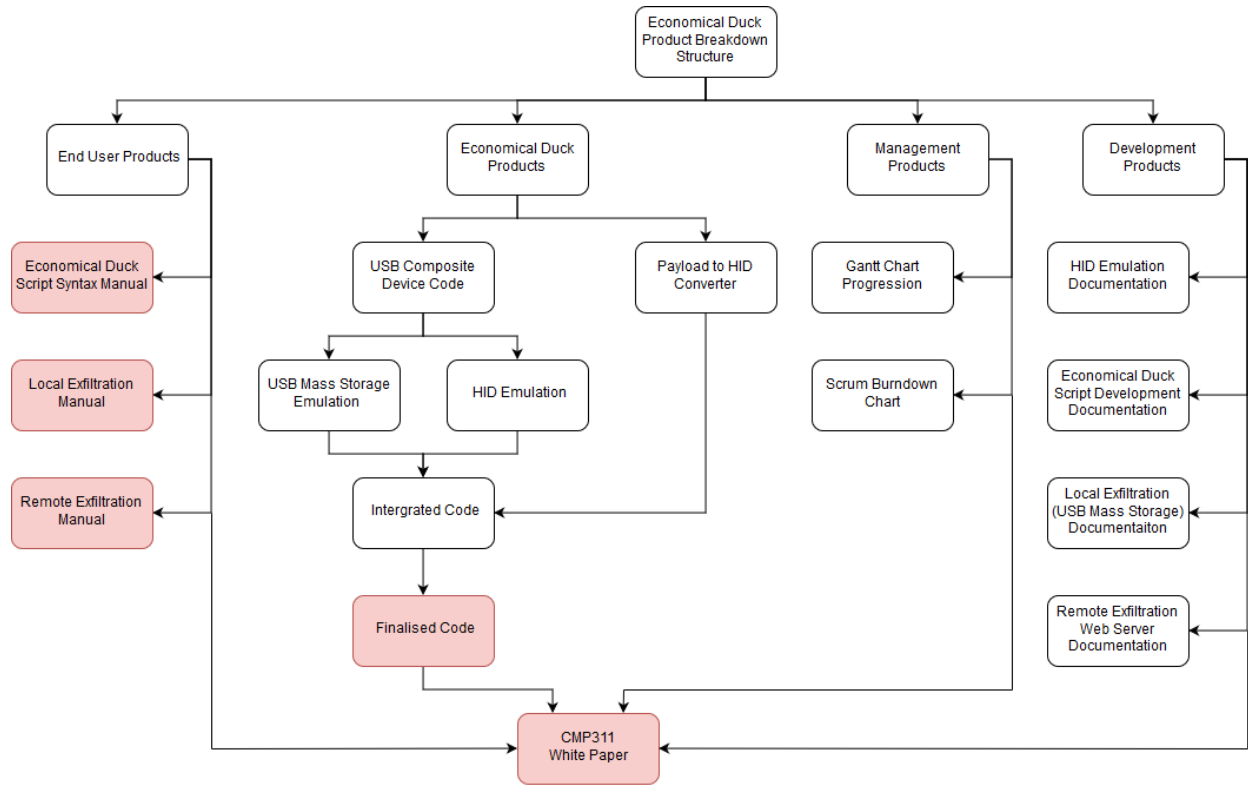 Economical Duck
Product Breakdown
Structure
End User Products
Economical Duck
Products
Management
Products
Development
Products
Economical Duck
Script Syntax Manual
USB Composite
Device Code
Payload to HID
Converter
Gantt Chart
Progression
HID Emulation
Documentation
Local Exfiltration
Manual
USB Mass Storage
Emulation
HID Emulation
Scrum Burndown
Chart
Economical Duck
Script Development
Documentation
Remote Exfiltration
Manual
Intergrated Code
Local Exfiltration
(USB Mass Storage)
Documentaiton
Finalised Code
Remote Exfiltration
Web Server
Documentation
CMP311
White Paper